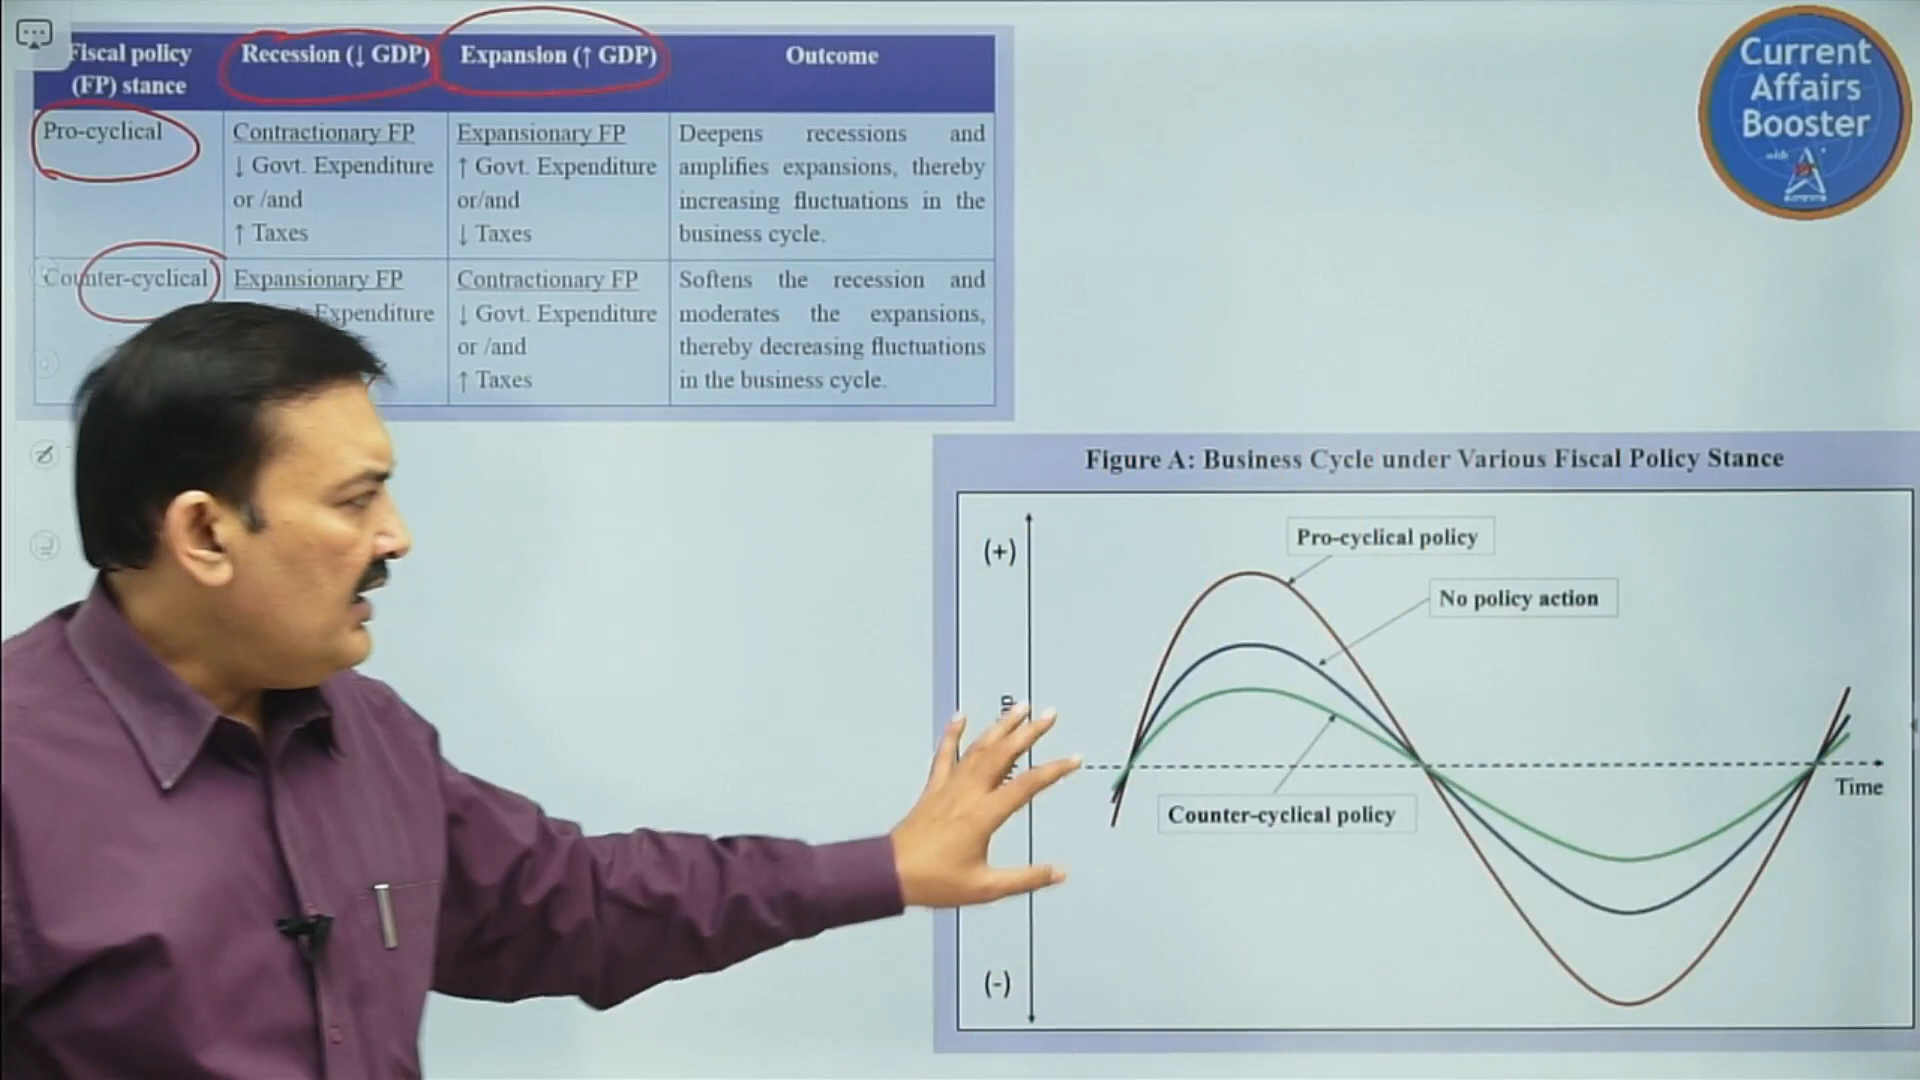 Fiscal policy
(FP) stance
Recession (↓ GDP)
Expansion (↑ GDP)
Outcome
Pro-cyclical
Contractionary FP
↓ Govt. Expenditure
or /and
↑ Taxes
Expansionary FP
↑ Govt. Expenditure
or/and
↓ Taxes
Deepens recessions and
amplifies expansions, thereby
increasing fluctuations in the
business cycle.
Counter-cyclical
Expansionary FP
Expenditure
Contractionary FP
↓ Govt. Expenditure
or /and
↑ Taxes
Softens the recession and
moderates the expansions,
thereby decreasing fluctuations
in the business cycle.
Current
Affairs
Booster
with
Figure A: Business Cycle under Various Fiscal Policy Stance
(+)
Pro-cyclical policy
No policy action
Time
Counter-cyclical policy
(-)